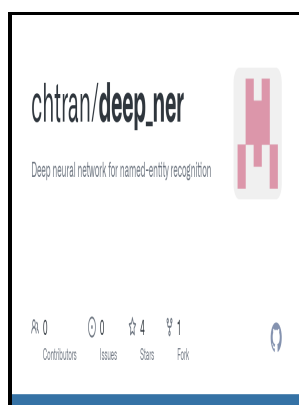 chtran/deep_ner
Deep neural network for named-entity recognition
0 0 4 1
Contributors Issues Stars Fork